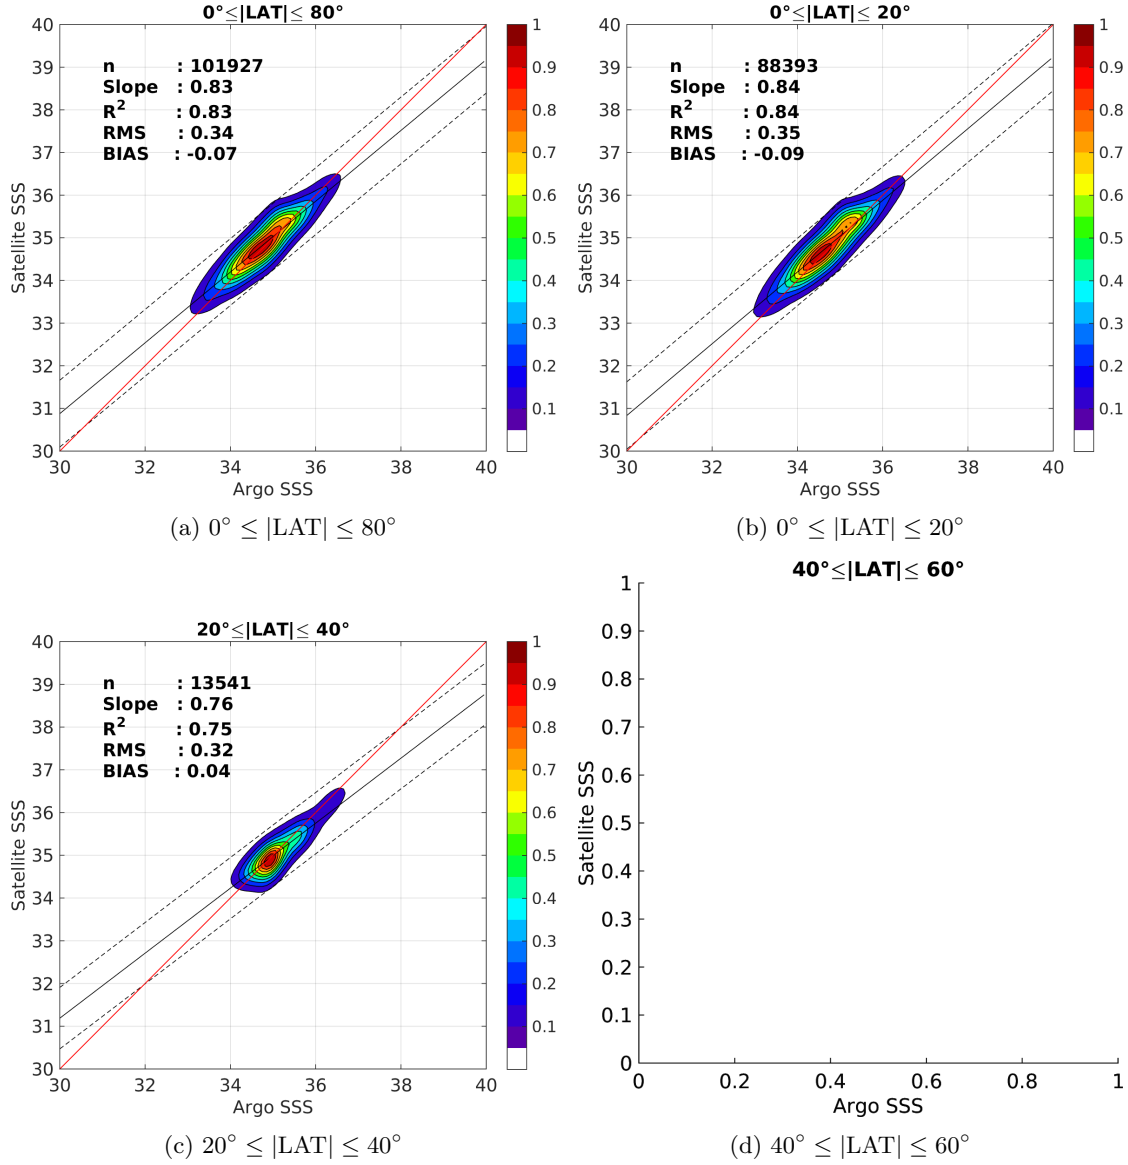 0°≤|LAT|≤ 80°
n : 101927
Slope : 0.83
R² : 0.83
RMS : 0.34
BIAS : -0.07
40
39
38
37
36
35
34
33
32
31
30
30 32 34 36 38 40
Satellite SSS
Argo SSS
1
0.9
0.8
0.7
0.6
0.5
0.4
0.3
0.2
0.1
(a) 0° ≤ |LAT| ≤ 80°
0°≤|LAT|≤ 20°
n : 88393
Slope : 0.84
R² : 0.84
RMS : 0.35
BIAS : -0.09
40
39
38
37
36
35
34
33
32
31
30
30 32 34 36 38 40
Satellite SSS
Argo SSS
1
0.9
0.8
0.7
0.6
0.5
0.4
0.3
0.2
0.1
(b) 0° ≤ |LAT| ≤ 20°
20°≤|LAT|≤ 40°
n : 13541
Slope : 0.76
R² : 0.75
RMS : 0.32
BIAS : 0.04
40
39
38
37
36
35
34
33
32
31
30
30 32 34 36 38 40
Satellite SSS
Argo SSS
1
0.9
0.8
0.7
0.6
0.5
0.4
0.3
0.2
0.1
(c) 20° ≤ |LAT| ≤ 40°
40°≤|LAT|≤ 60°
1
0.9
0.8
0.7
0.6
0.5
0.4
0.3
0.2
0.1
0
0 0.2 0.4 0.6 0.8 1
Satellite SSS
Argo SSS
(d) 40° ≤ |LAT| ≤ 60°